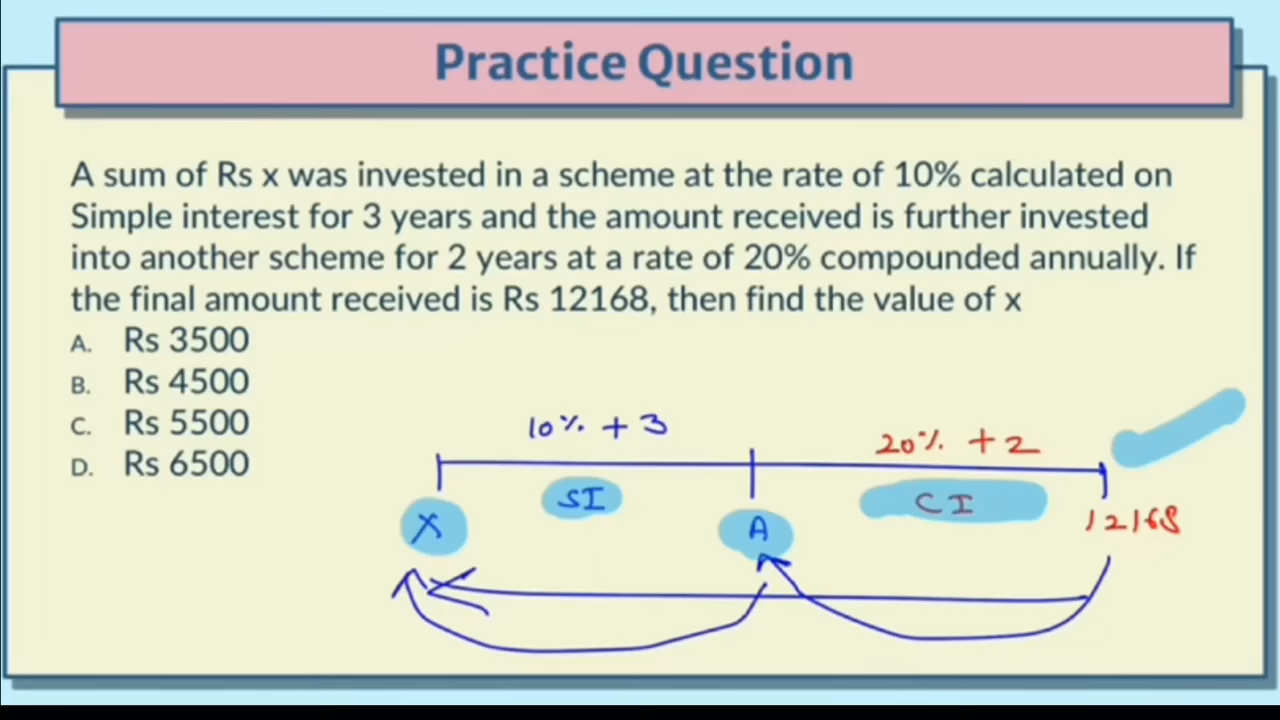 Practice Question
A sum of Rs x was invested in a scheme at the rate of 10% calculated on
Simple interest for 3 years and the amount received is further invested
into another scheme for 2 years at a rate of 20% compounded annually. If
the final amount received is Rs 12168, then find the value of x
A. Rs 3500
B. Rs 4500
C. Rs 5500
D. Rs 6500
10% + 3
20% + 2
SI
CI
X
A
12168